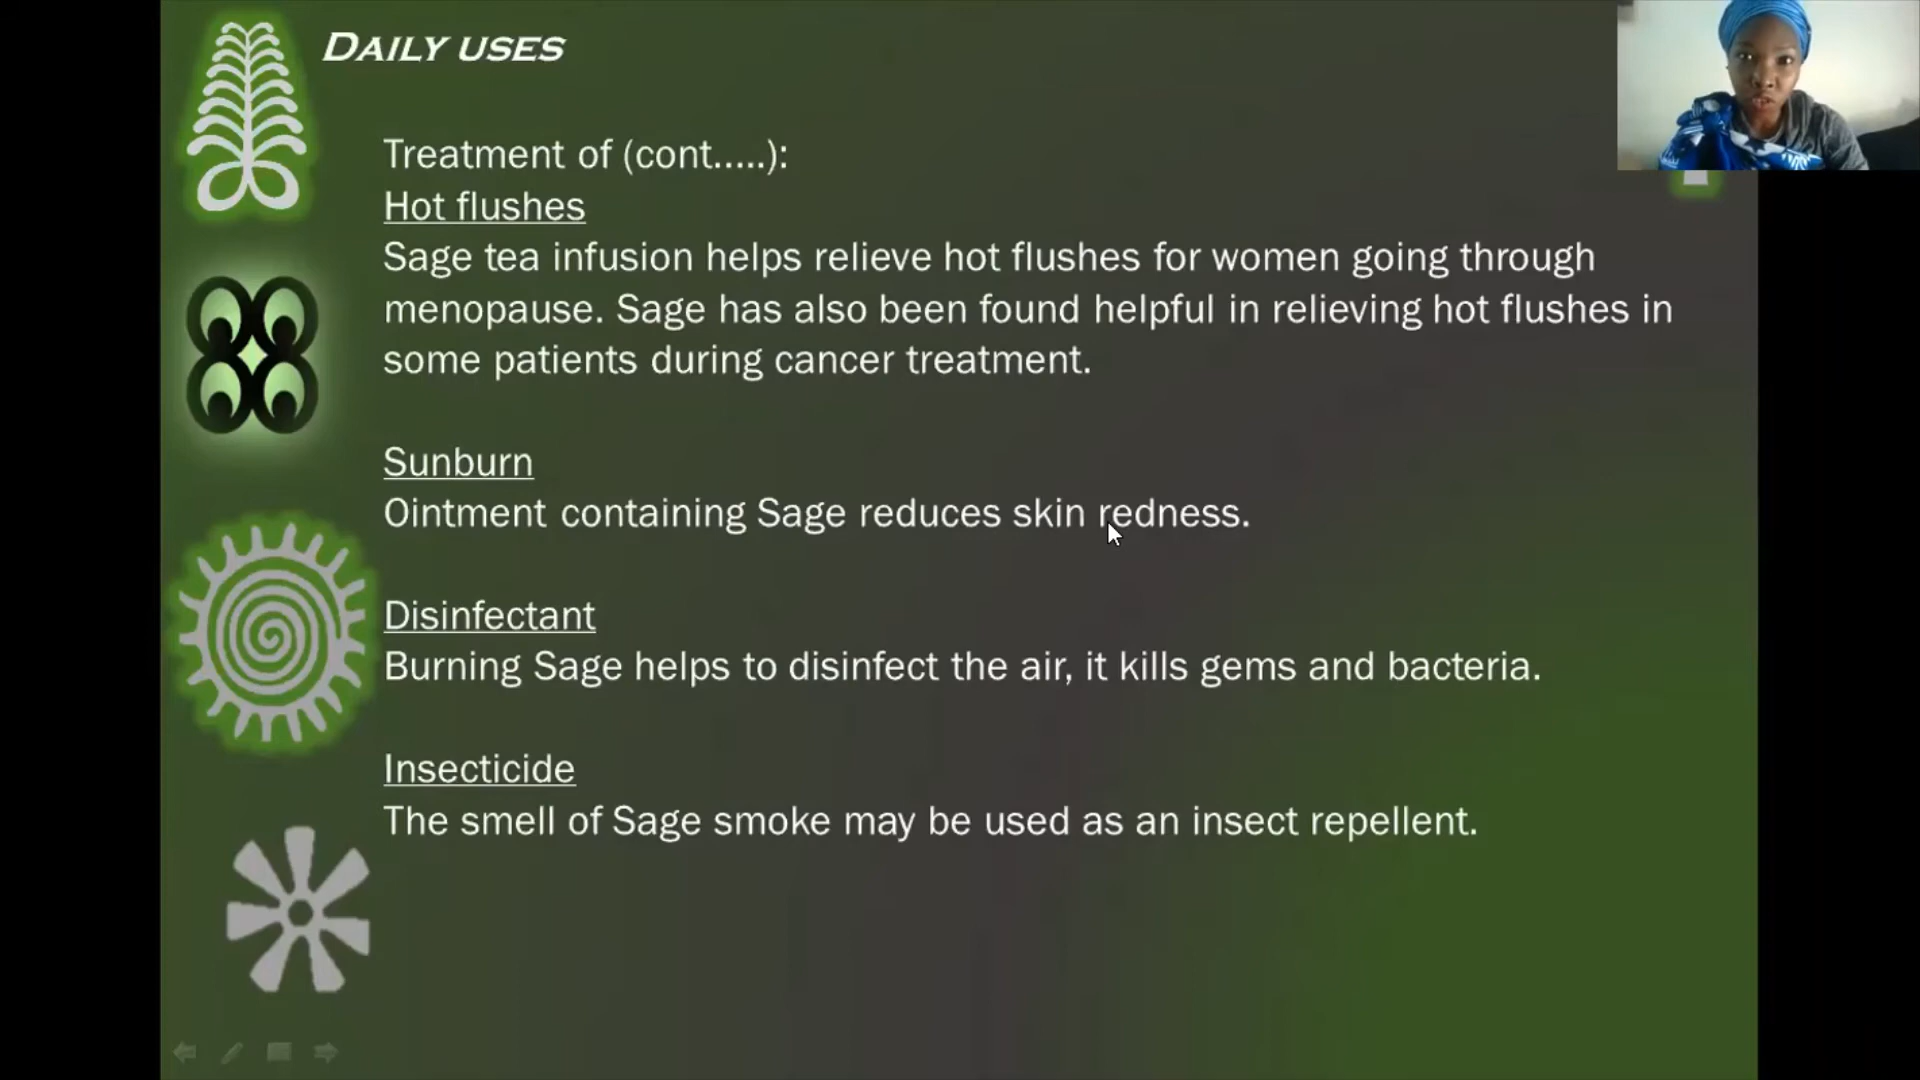 DAILY USES
Treatment of (cont.....):
Hot flushes
Sage tea infusion helps relieve hot flushes for women going through
menopause. Sage has also been found helpful in relieving hot flushes in
some patients during cancer treatment.
Sunburn
Ointment containing Sage reduces skin redness.
Disinfectant
Burning Sage helps to disinfect the air, it kills gems and bacteria.
Insecticide
The smell of Sage smoke may be used as an insect repellent.